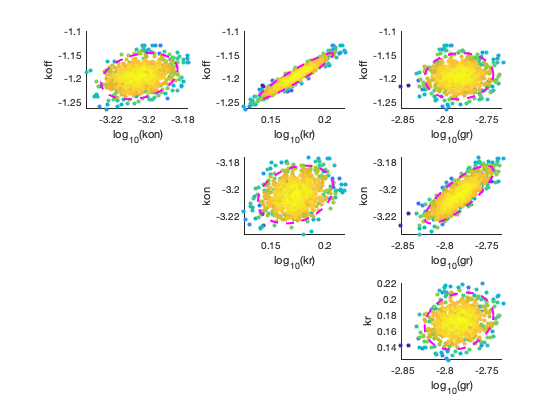 -1.1
-1.15
-1.2
-1.25
koff
-3.22 -3.2 -3.18
log10(kon)
-1.1
-1.15
-1.2
-1.25
koff
0.15 0.2
log10(kr)
-1.1
-1.15
-1.2
-1.25
koff
-2.85 -2.8 -2.75
log10(gr)
-3.18
-3.2
-3.22
kon
0.15 0.2
log10(kr)
-3.18
-3.2
-3.22
kon
-2.85 -2.8 -2.75
log10(gr)
0.22
0.2
0.18
0.16
0.14
kr
-2.85 -2.8 -2.75
log10(gr)